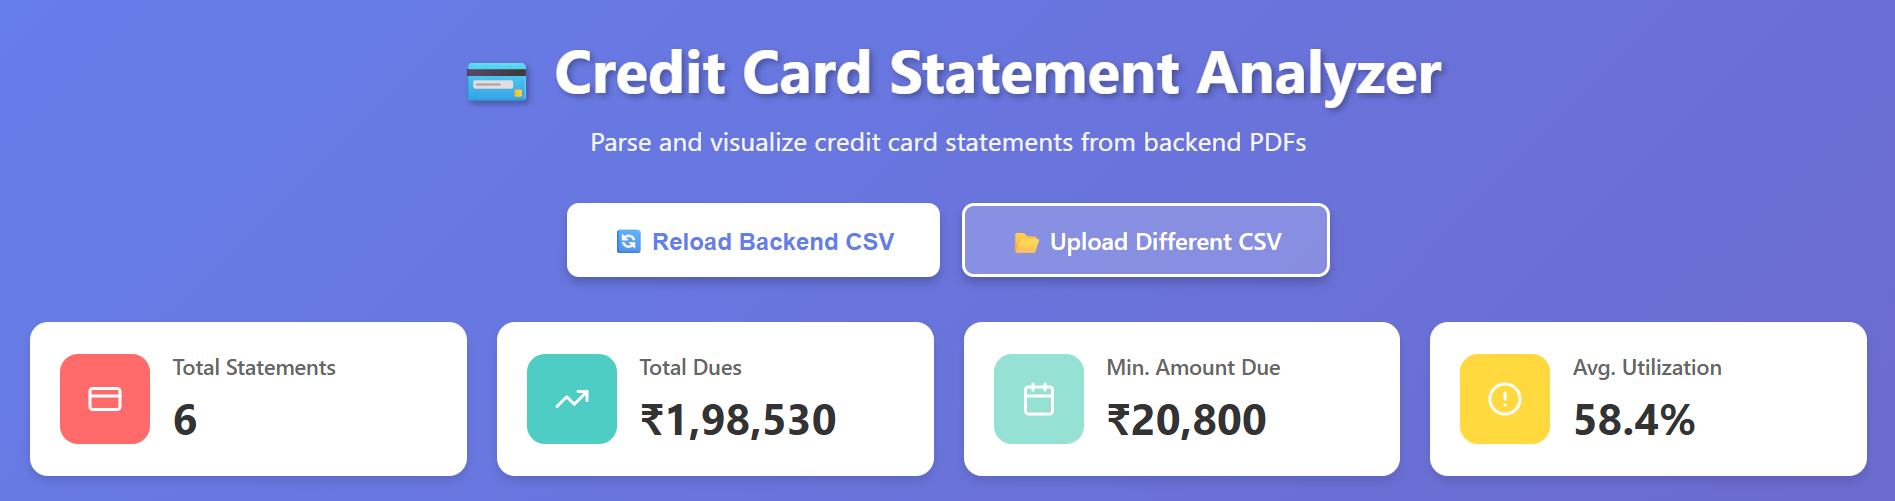 Credit Card Statement Analyzer
Parse and visualize credit card statements from backend PDFs
Reload Backend CSV
Upload Different CSV
Total Statements
6
Total Dues
₹1,98,530
Min. Amount Due
₹20,800
Avg. Utilization
58.4%